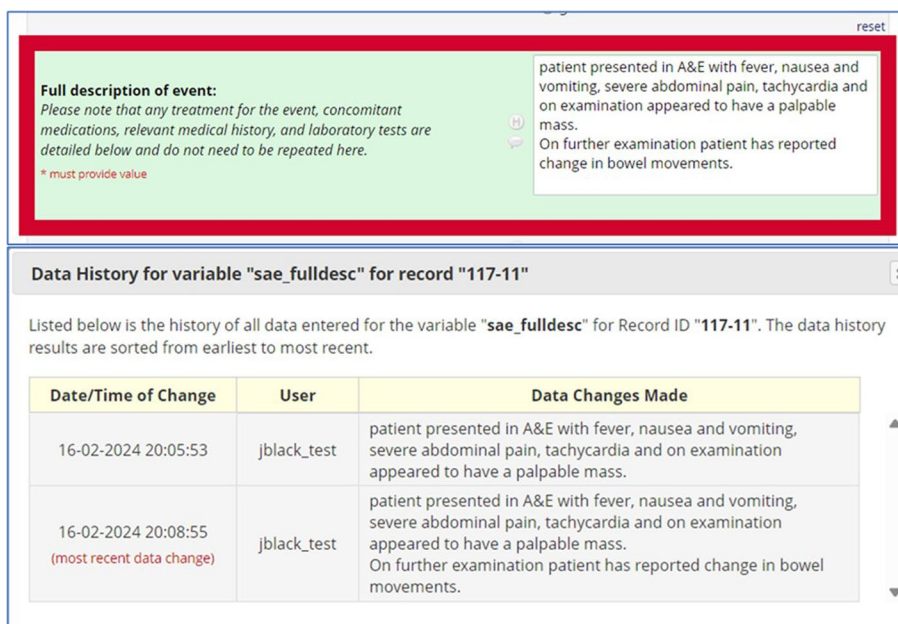 reset
Full description of event:
Please note that any treatment for the event, concomitant
medications, relevant medical history, and laboratory tests are
detailed below and do not need to be repeated here.
* must provide value
H
patient presented in A&E with fever, nausea and
vomiting, severe abdominal pain, tachycardia and
on examination appeared to have a palpable
mass.
On further examination patient has reported
change in bowel movements.
Data History for variable "sae_fulldesc" for record "117-11"
Listed below is the history of all data entered for the variable "sae_fulldesc" for Record ID "117-11". The data history
results are sorted from earliest to most recent.
Date/Time of Change User Data Changes Made
16-02-2024 20:05:53 jblack_test
patient presented in A&E with fever, nausea and vomiting,
severe abdominal pain, tachycardia and on examination
appeared to have a palpable mass.
16-02-2024 20:08:55
(most recent data change)
jblack_test
patient presented in A&E with fever, nausea and vomiting,
severe abdominal pain, tachycardia and on examination
appeared to have a palpable mass.
On further examination patient has reported change in bowel
movements.